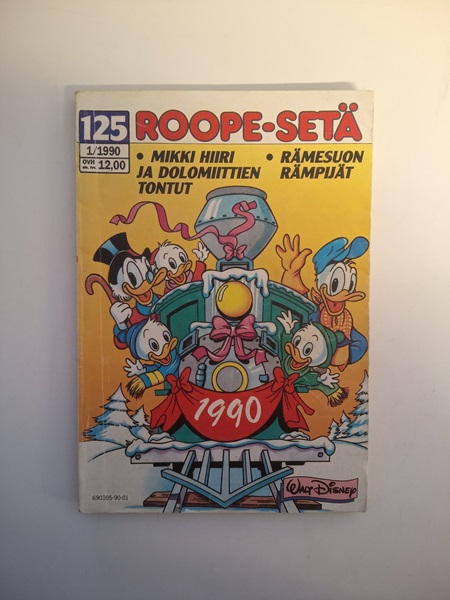 125 ROOPE-SETÄ
1/1990
OVH
12,00
• MIKKI HIIRI
JA DOLOMIITTIEN
TONTUT
• RÄMESUON
RÄMPIJÄT
1990
WALT DISNEY
690305-90-01